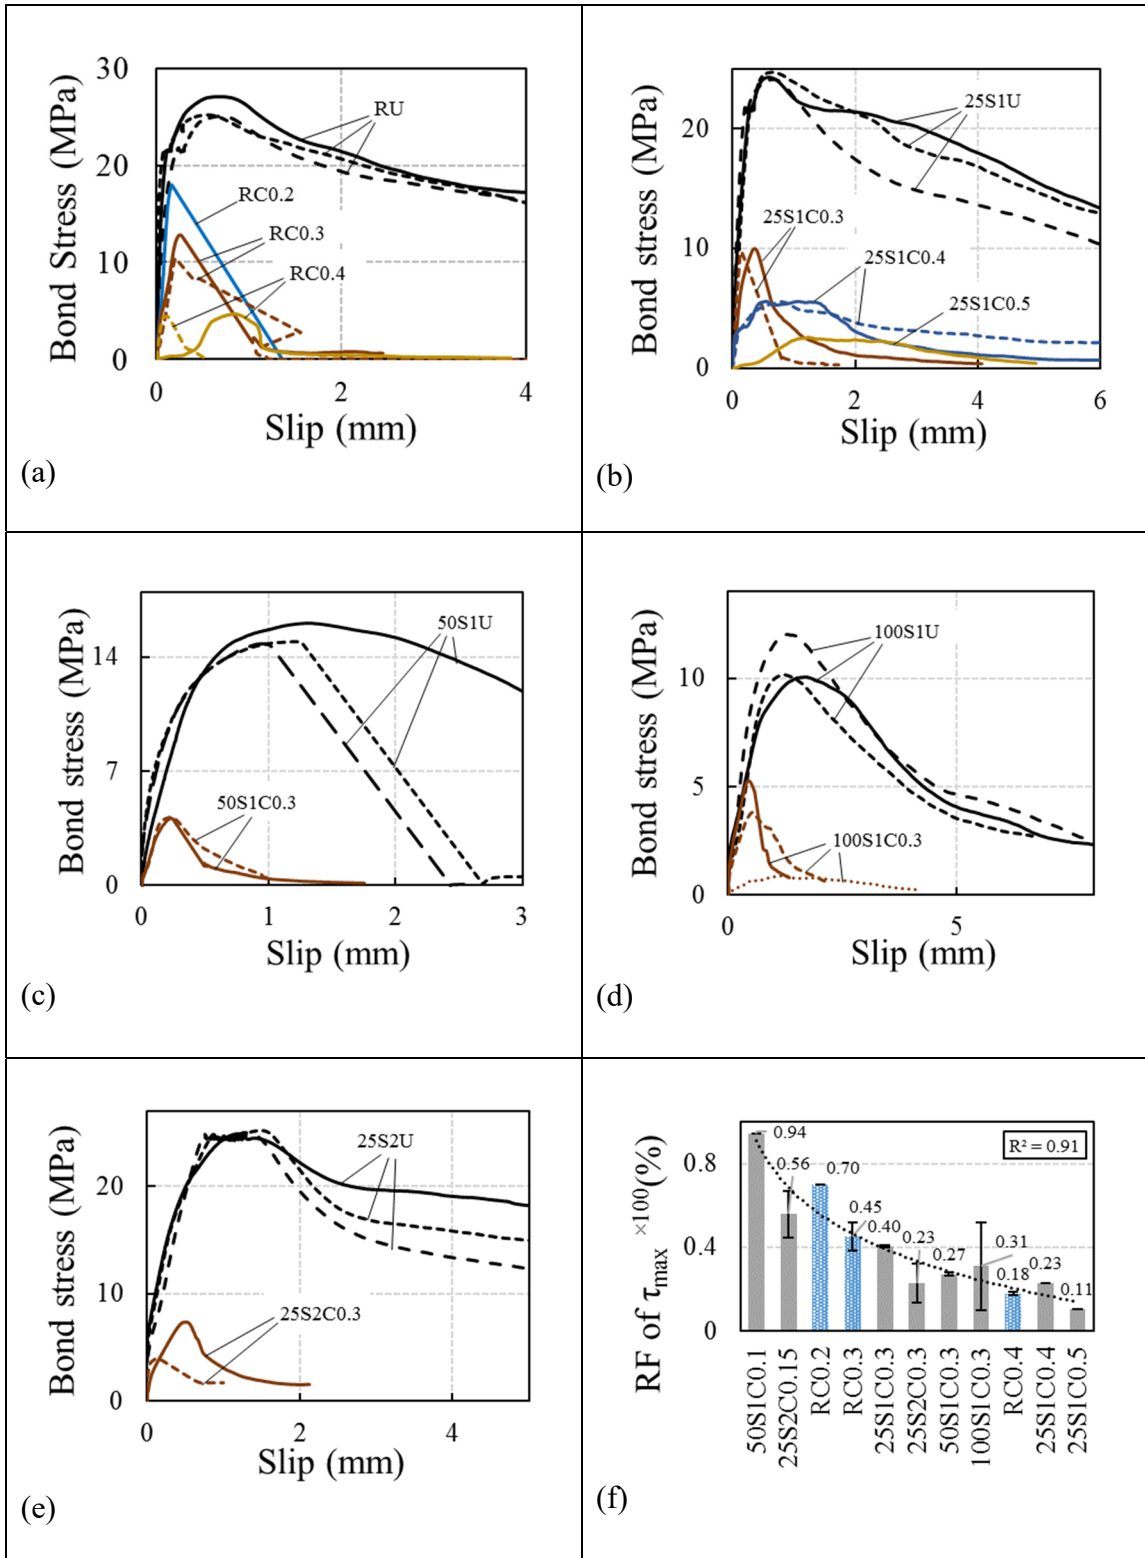 30
20
10
0
0
2
4
Bond Stress (MPa)
Slip (mm)
RU
RC0.2
RC0.3
RC0.4
(a)
20
10
0
0
2
4
6
Bond stress (MPa)
Slip (mm)
25S1U
25S1C0.3
25S1C0.4
25S1C0.5
(b)
14
7
0
0
1
2
3
Bond stress (MPa)
Slip (mm)
50S1U
50S1C0.3
(c)
10
5
0
0
5
Bond stress (MPa)
Slip (mm)
100S1U
100S1C0.3
(d)
20
10
0
0
2
4
Bond stress (MPa)
Slip (mm)
25S2U
25S2C0.3
(e)
0.8
0.4
0
RF of τmax ×100(%)
R² = 0.91
0.94
0.56
0.70
0.45
0.40
0.23
0.27
0.31
0.18
0.23
0.11
50S1C0.1
25S2C0.15
RC0.2
RC0.3
25S1C0.3
25S2C0.3
50S1C0.3
100S1C0.3
RC0.4
25S1C0.4
25S1C0.5
(f)